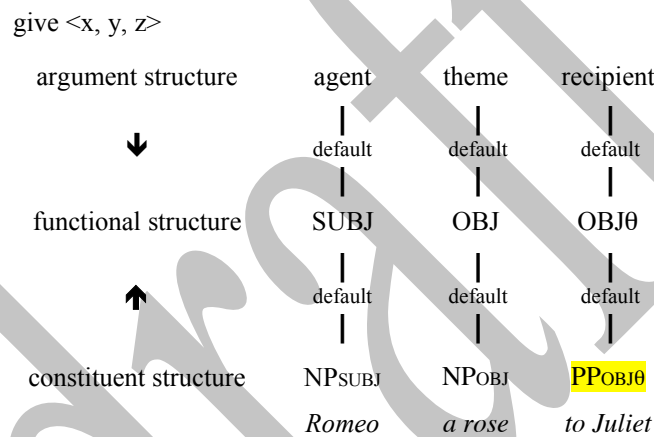 give <x, y, z>
argument structure agent theme recipient
default default default
functional structure SUBJ OBJ OBJθ
default default default
constituent structure NPSUBJ NPOBJ PPOBJθ
Romeo a rose to Juliet
draft